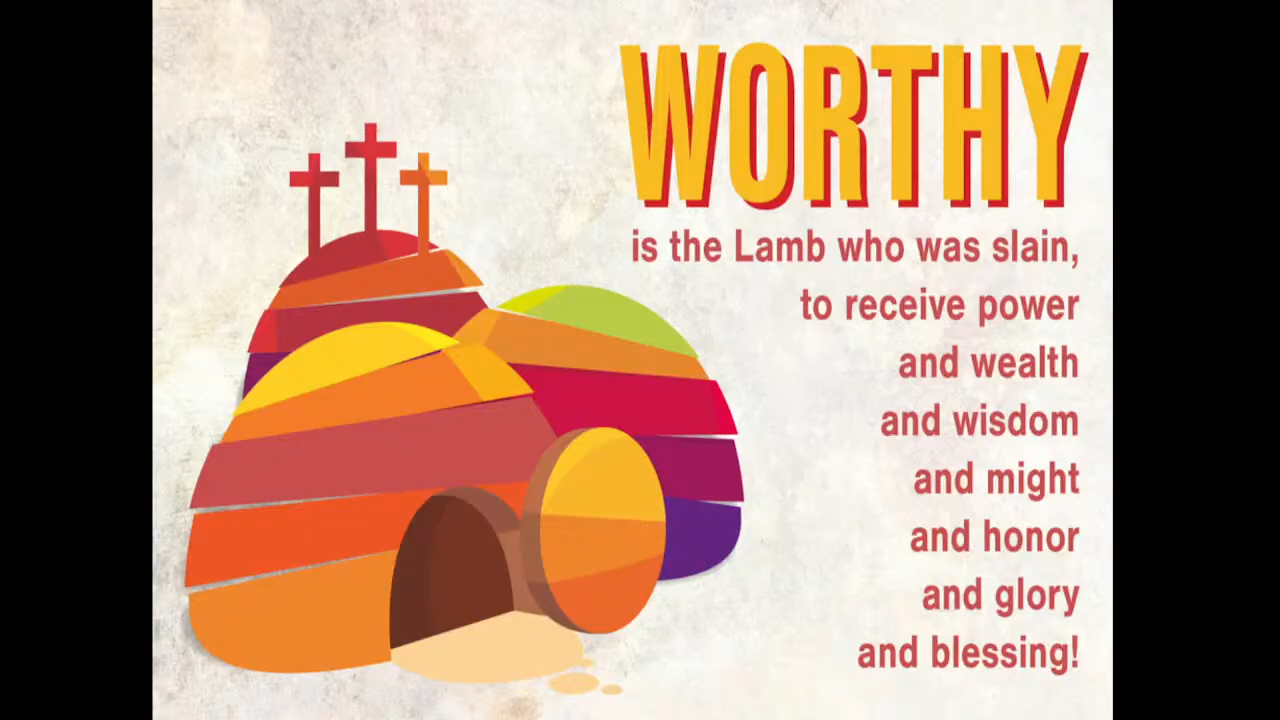 WORTHY
is the Lamb who was slain,
to receive power
and wealth
and wisdom
and might
and honor
and glory
and blessing!